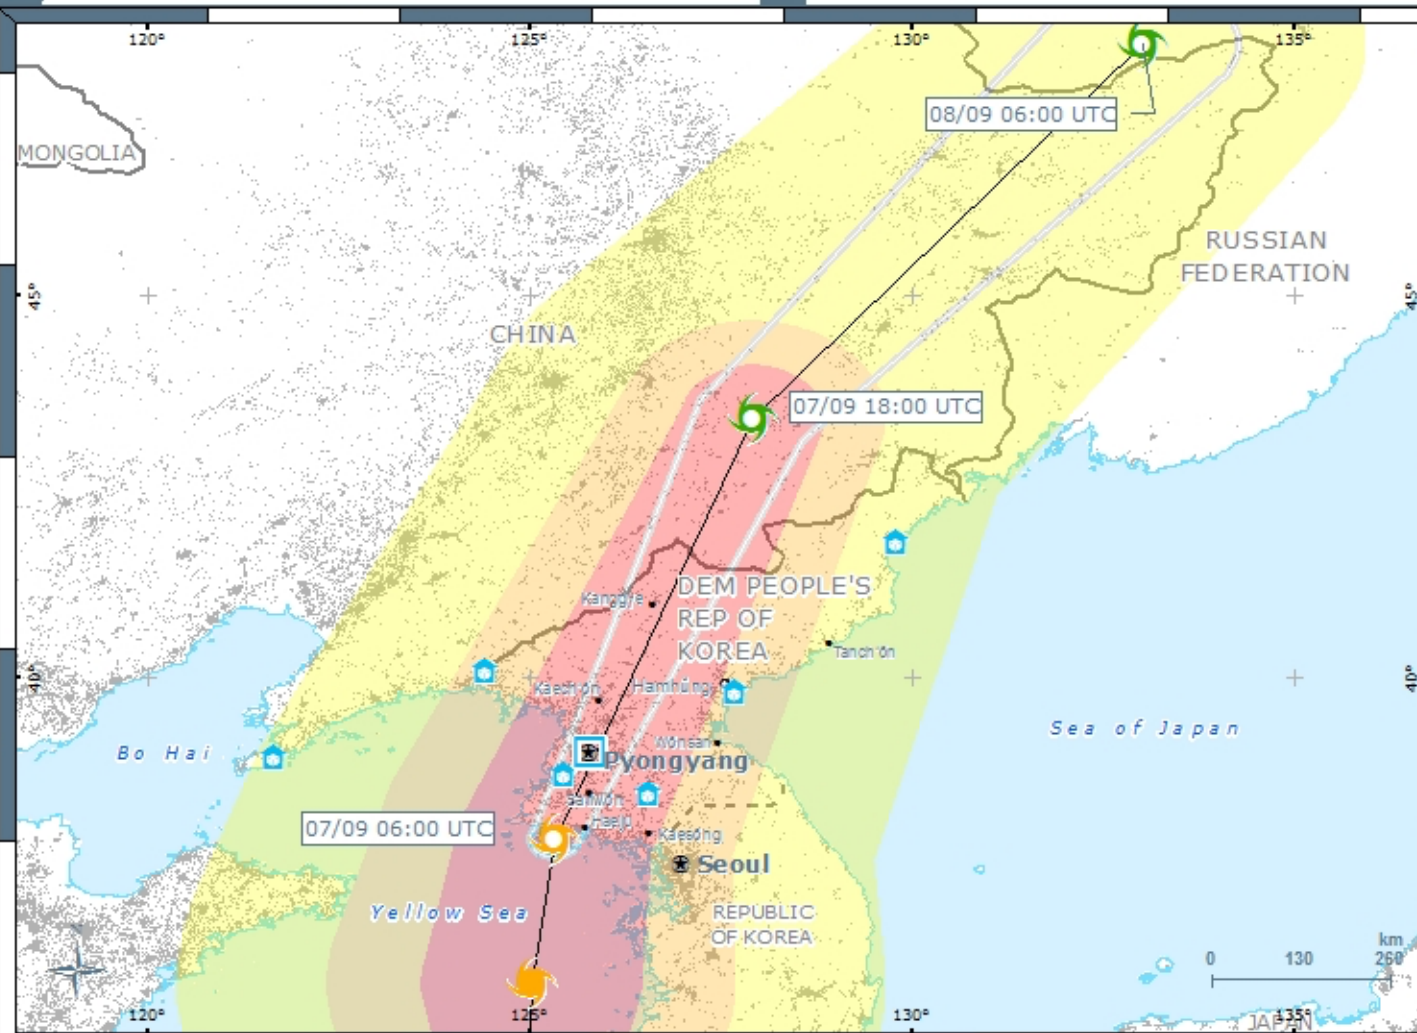 120°
125°
130°
135°
08/09 06:00 UTC
MONGOLIA
RUSSIAN
FEDERATION
45°
45°
CHINA
07/09 18:00 UTC
DEM PEOPLE'S
REP OF
KOREA
Kanggye
Tanch'ŏn
40°
40°
Kaech'ŏn
Hamhŭng
Bo Hai
Sea of Japan
Wŏnsan
Pyongyang
Sariwŏn
07/09 06:00 UTC
Haeju
Kaesŏng
Seoul
Yellow Sea
REPUBLIC
OF KOREA
km
0 130 260
120°
125°
130°
135°
JAPAN